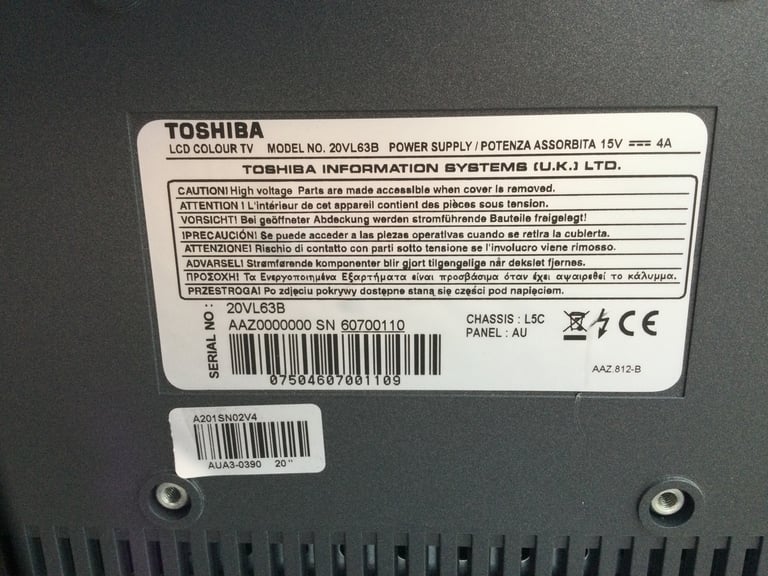 TOSHIBA
LCD COLOUR TV MODEL NO. 20VL63B POWER SUPPLY / POTENZA ASSORBITA 15V ⎓ 4A
TOSHIBA INFORMATION SYSTEMS (U.K.) LTD.
CAUTION! High voltage Parts are made accessible when cover is removed.
ATTENTION ! L'intérieur de cet appareil contient des pièces sous tension.
VORSICHT! Bei geöffneter Abdeckung werden stromführende Bauteile freigelegt!
¡PRECAUCIÓN! Se puede acceder a las piezas operativas cuando se retira la cubierta.
ATTENZIONE! Rischio di contatto con parti sotto tensione se l'involucro viene rimosso.
ADVARSEL! Strømførende komponenter blir gjort tilgengelige når dekslet fjernes.
ΠΡΟΣΟΧΗ! Τα Ενεργοποιημένα Εξαρτήματα είναι προσβάσιμα όταν έχει αφαιρεθεί το κάλυμμα.
PRZESTROGA! Po zdjęciu pokrywy dostępne staną się części pod napięciem.
SERIAL NO :
20VL63B
AAZ0000000 SN 60700110
07504607001109
CHASSIS : L5C
PANEL : AU
CE
AAZ.812-B
A201SN02V4
AUA3-0390 20"